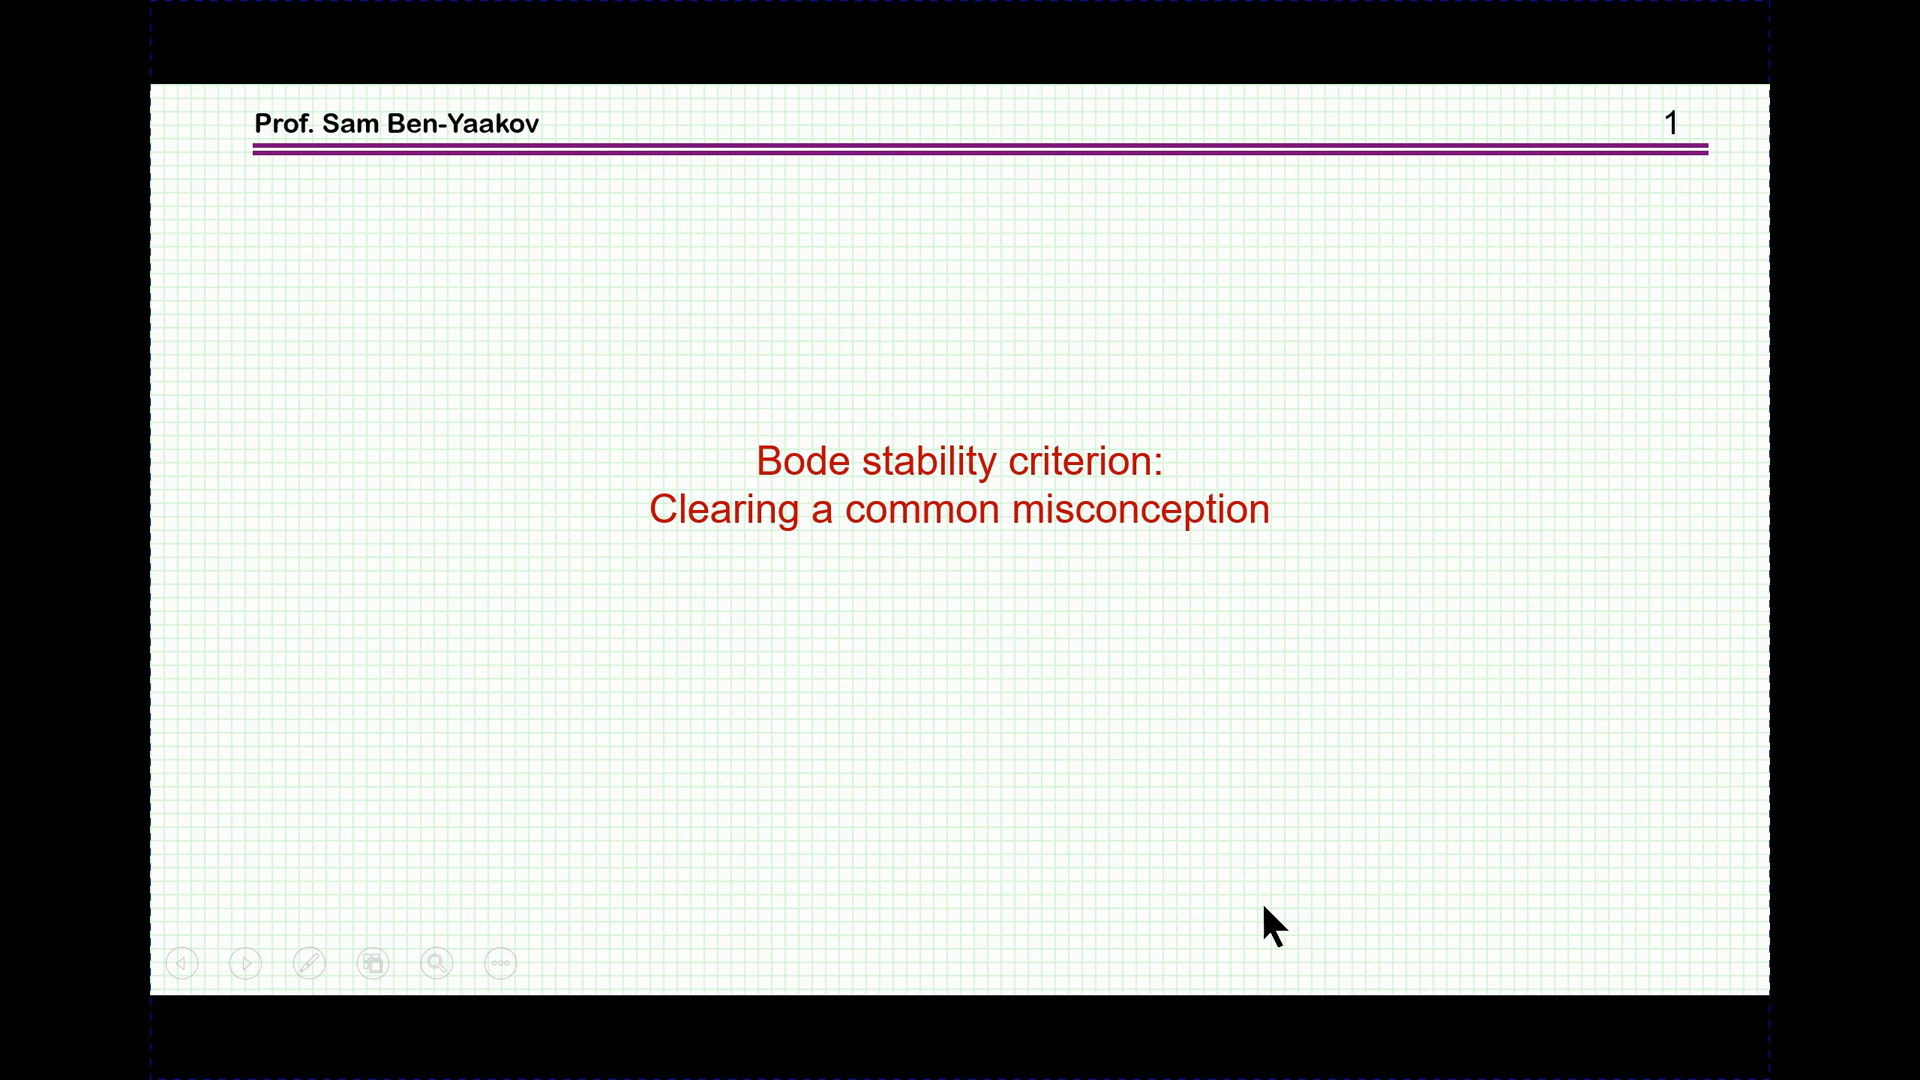 Prof. Sam Ben-Yaakov
1
Bode stability criterion:
Clearing a common misconception